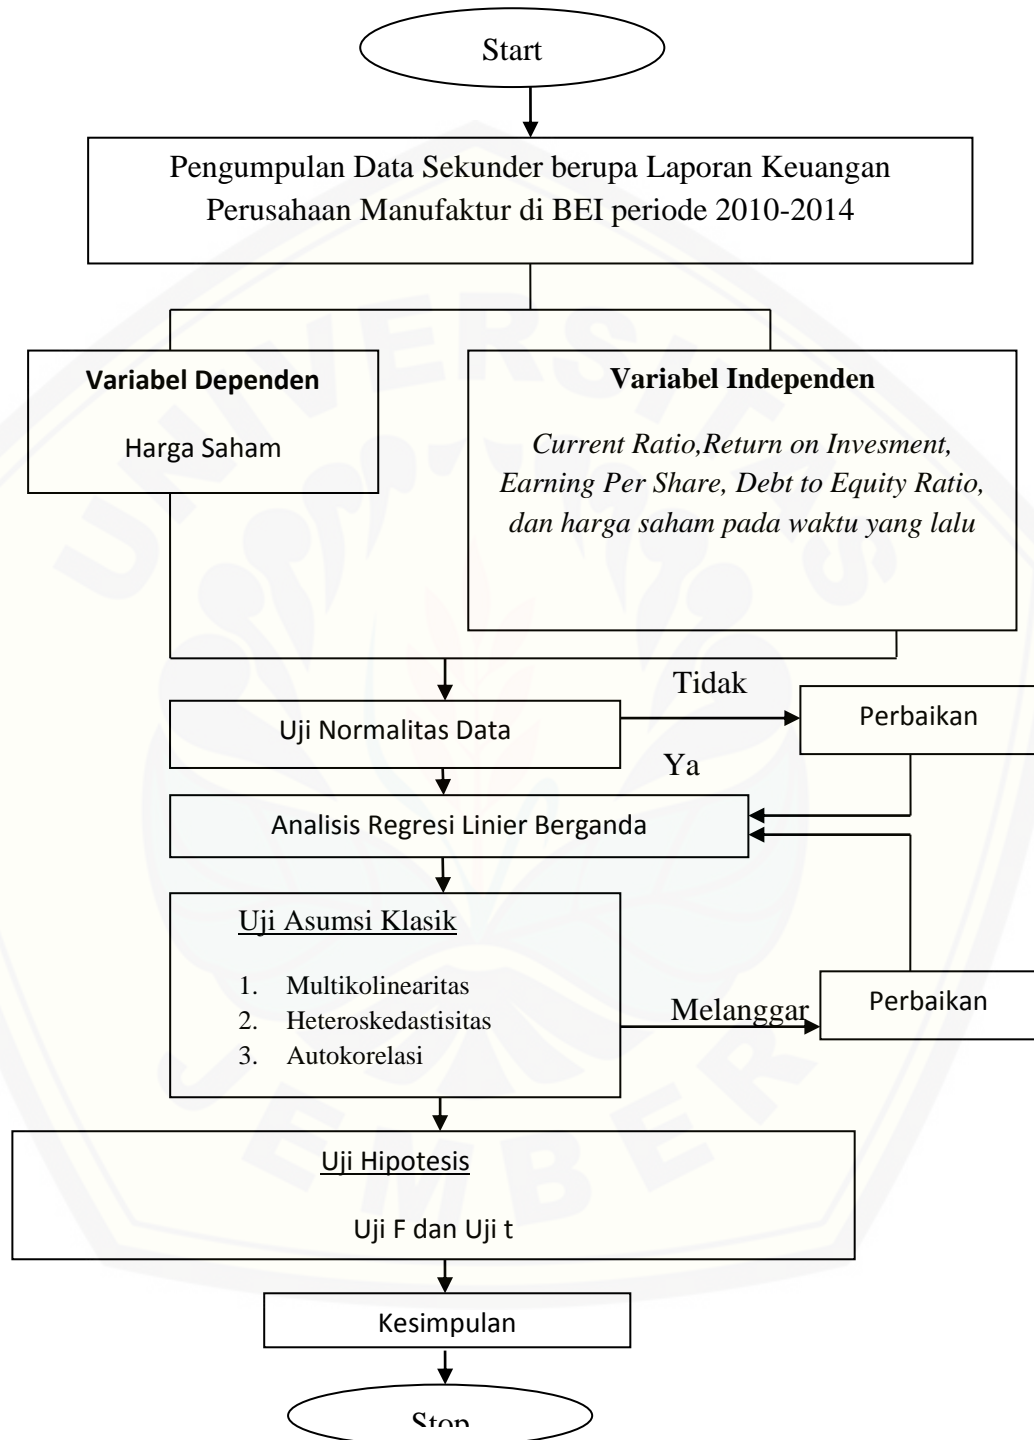 Start
Pengumpulan Data Sekunder berupa Laporan Keuangan
Perusahaan Manufaktur di BEI periode 2010-2014
Variabel Dependen
Harga Saham
Variabel Independen
Current Ratio,Return on Invesment,
Earning Per Share, Debt to Equity Ratio,
dan harga saham pada waktu yang lalu
Tidak
Uji Normalitas Data
Perbaikan
Ya
Analisis Regresi Linier Berganda
Uji Asumsi Klasik
1. Multikolinearitas
2. Heteroskedastisitas
3. Autokorelasi
Melanggar
Perbaikan
Uji Hipotesis
Uji F dan Uji t
Kesimpulan
Stop
UNIVERSITAS
JEMBER